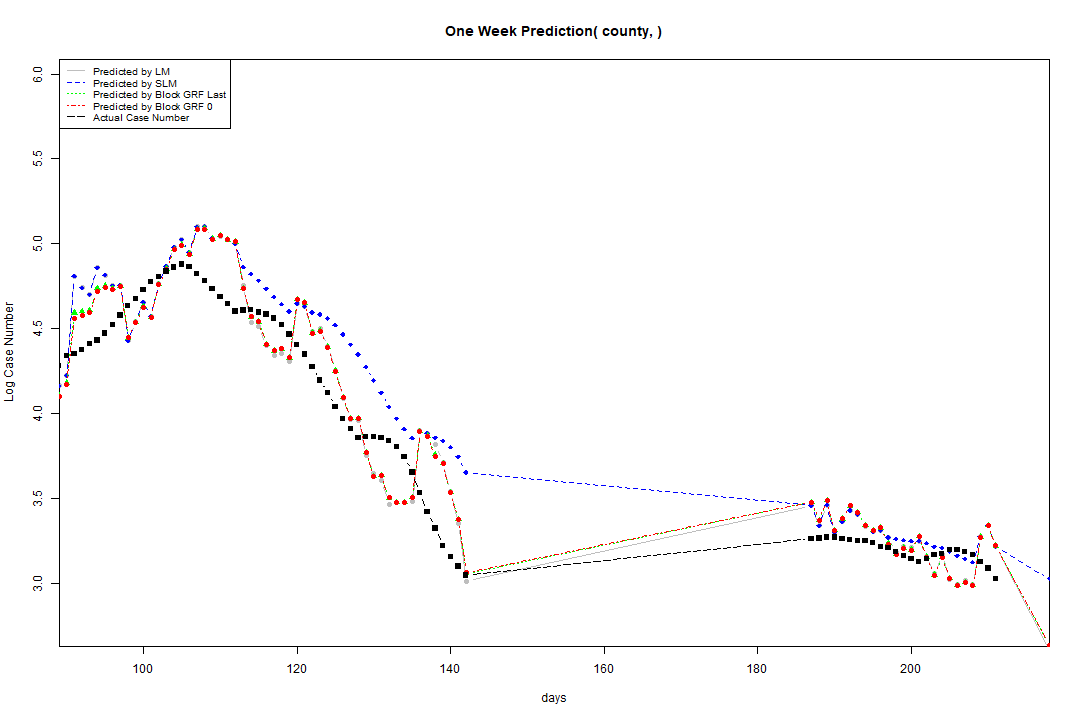 One Week Prediction( county, )
Predicted by LM
Predicted by SLM
Predicted by Block GRF Last
Predicted by Block GRF 0
Actual Case Number
Log Case Number
6.0
5.5
5.0
4.5
4.0
3.5
3.0
100 120 140 160 180 200
days